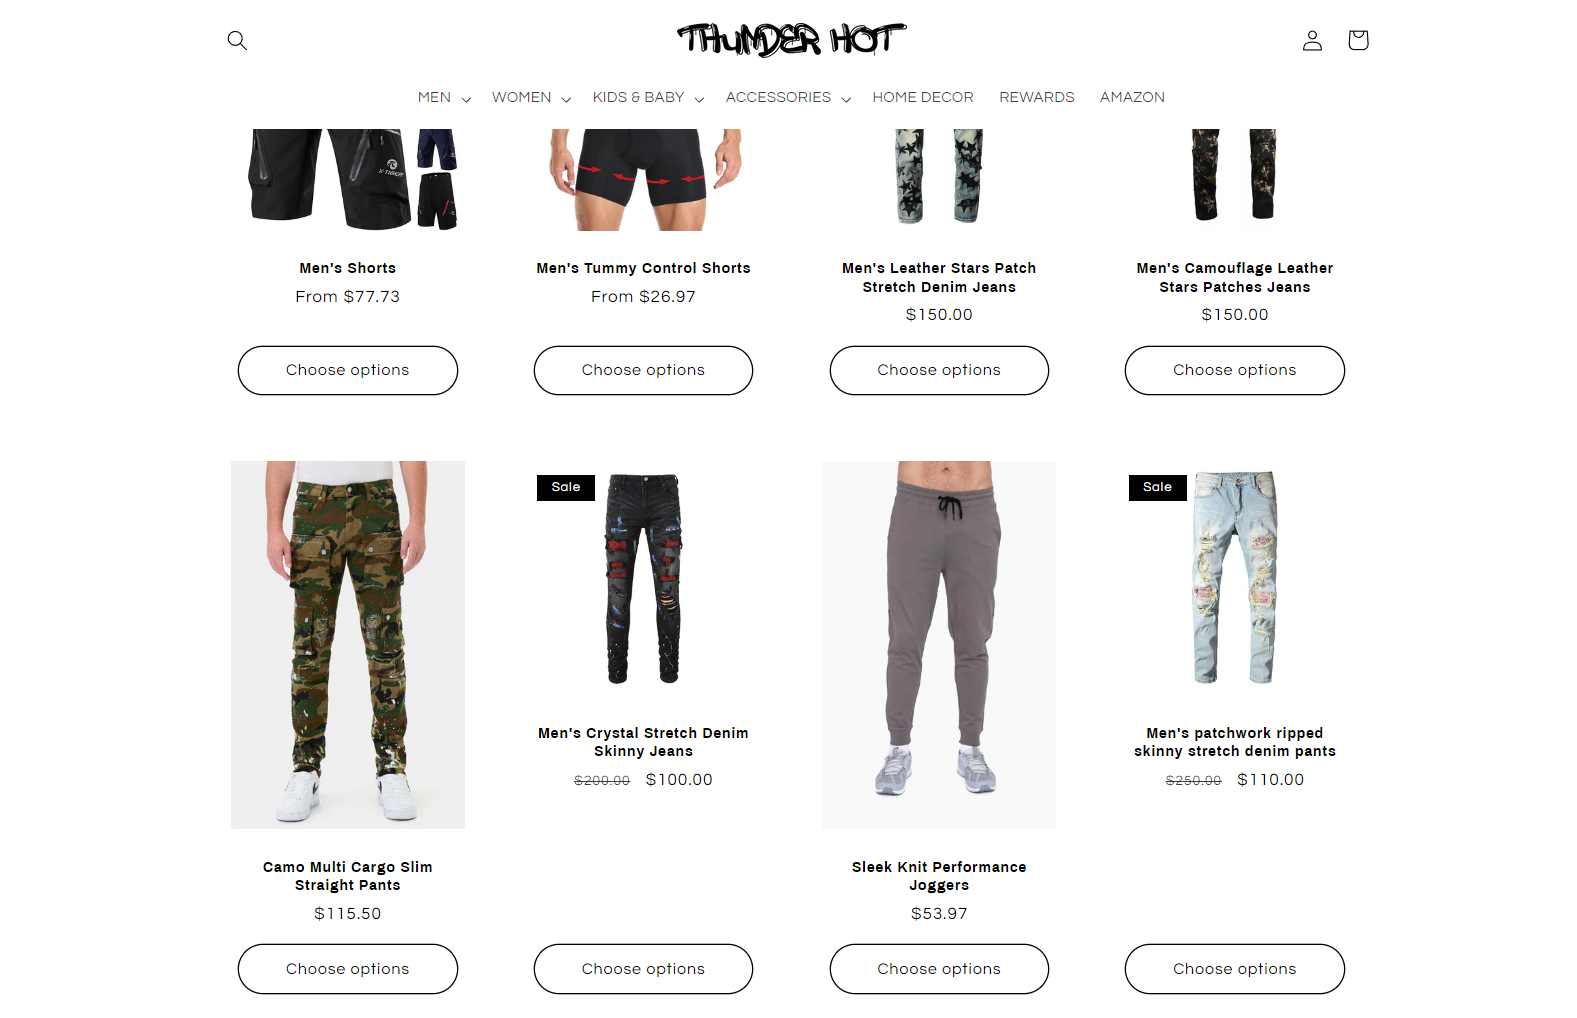 THUNDER HOT
MEN
WOMEN
KIDS & BABY
ACCESSORIES
HOME DECOR
REWARDS
AMAZON
X-TIGER
Men's Shorts
From $77.73
Choose options
Men's Tummy Control Shorts
From $26.97
Choose options
Men's Leather Stars Patch
Stretch Denim Jeans
$150.00
Choose options
Men's Camouflage Leather
Stars Patches Jeans
$150.00
Choose options
Camo Multi Cargo Slim
Straight Pants
$115.50
Choose options
Sale
Men's Crystal Stretch Denim
Skinny Jeans
$200.00 $100.00
Choose options
Sleek Knit Performance
Joggers
$53.97
Choose options
Sale
Men's patchwork ripped
skinny stretch denim pants
$250.00 $110.00
Choose options